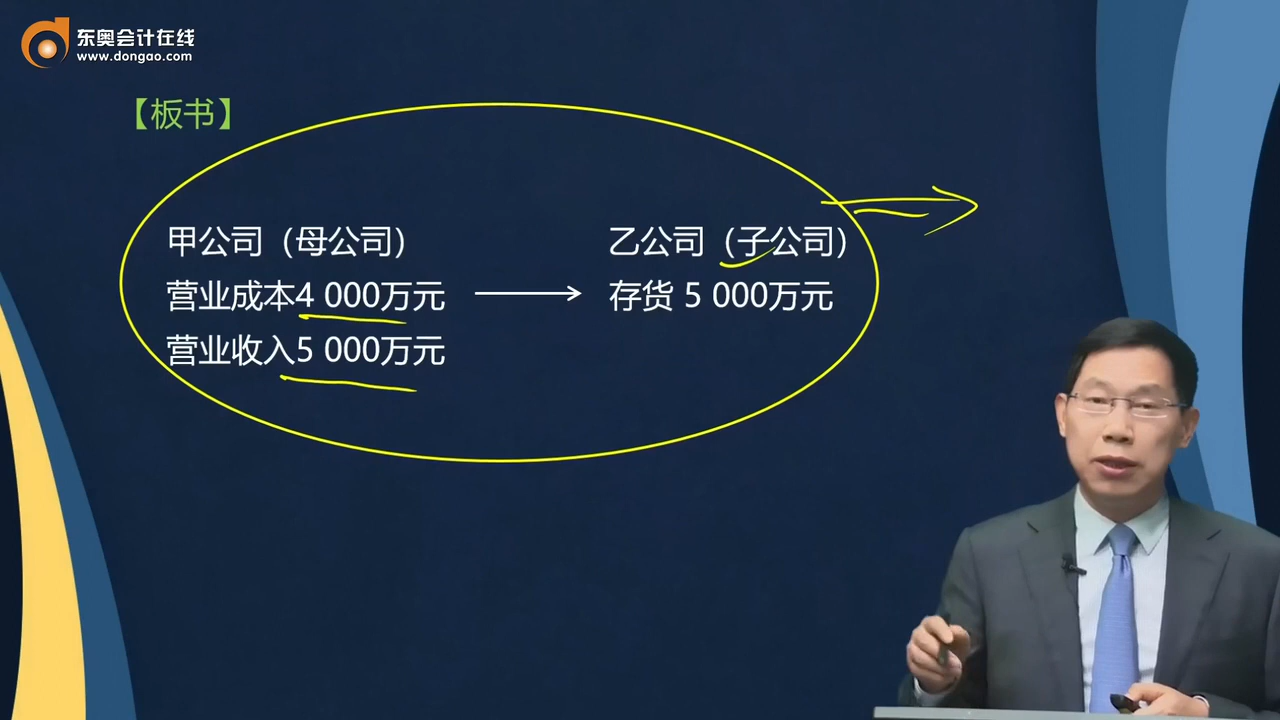 东奥会计在线
www.dongao.com
【板书】
甲公司（母公司） 乙公司（子公司）
营业成本4 000万元 存货 5 000万元
营业收入5 000万元